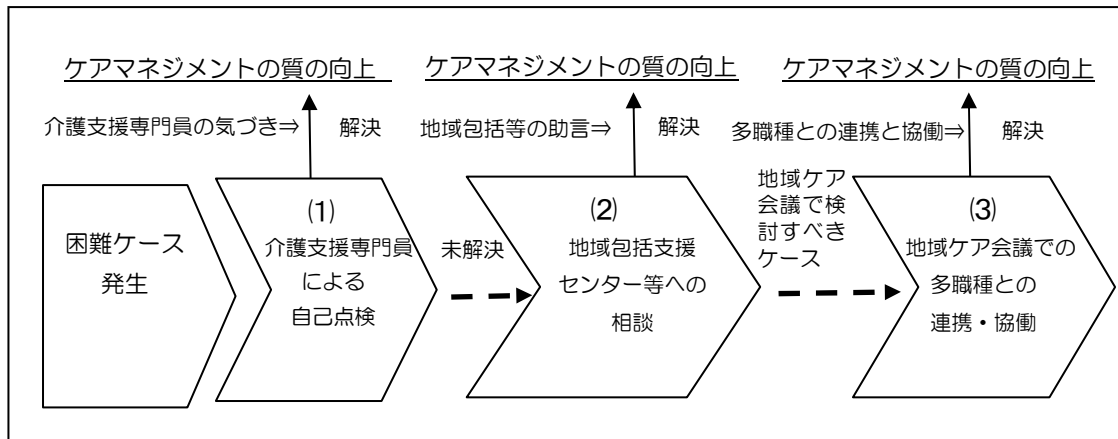 ケアマネジメントの質の向上
ケアマネジメントの質の向上
ケアマネジメントの質の向上
介護支援専門員の気づき⇒
解決
地域包括等の助言⇒
解決
多職種との連携と協働⇒
解決
困難ケース
発生
(1)
介護支援専門員
による
自己点検
未解決
(2)
地域包括支援
センター等への
相談
地域ケア
会議で検
討すべき
ケース
(3)
地域ケア会議での
多職種との
連携・協働